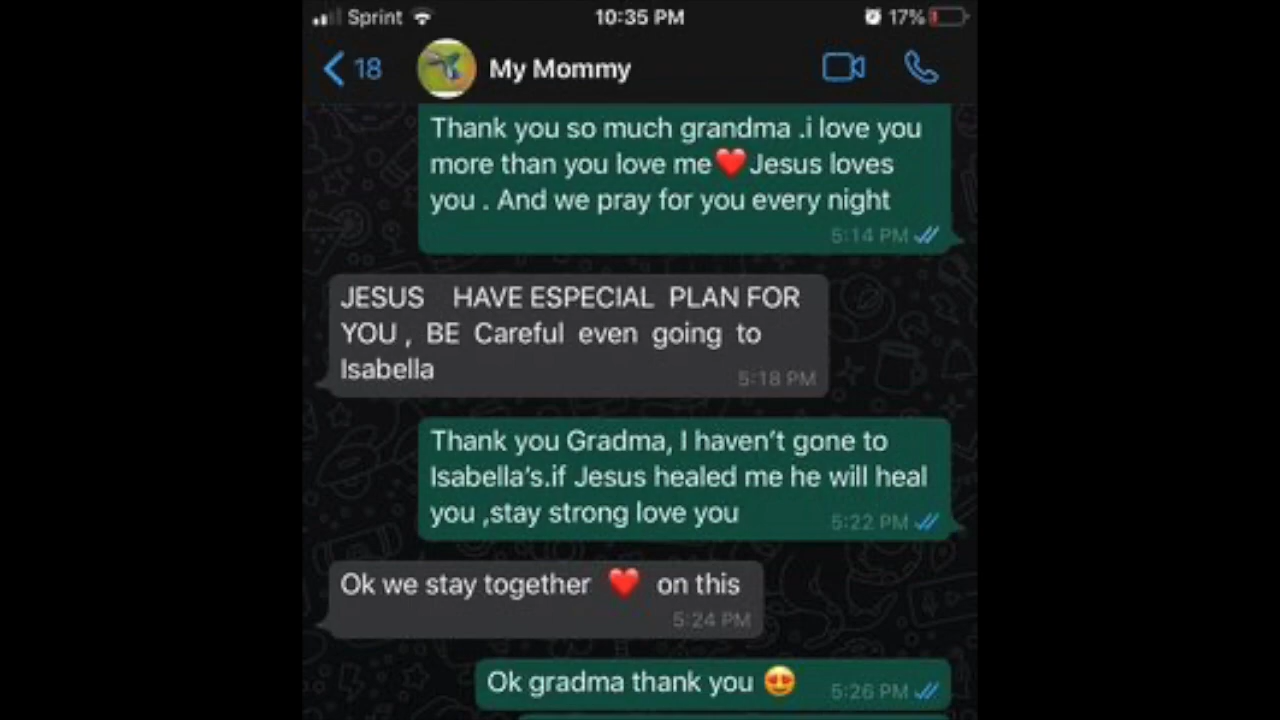 Sprint 10:35 PM 17%
18 My Mommy
Thank you so much grandma .i love you
more than you love me❤️Jesus loves
you . And we pray for you every night
5:14 PM
JESUS HAVE ESPECIAL PLAN FOR
YOU , BE Careful even going to
Isabella
5:18 PM
Thank you Gradma, I haven’t gone to
Isabella’s.if Jesus healed me he will heal
you ,stay strong love you
5:22 PM
Ok we stay together ❤️ on this
5:24 PM
Ok gradma thank you 😍
5:26 PM